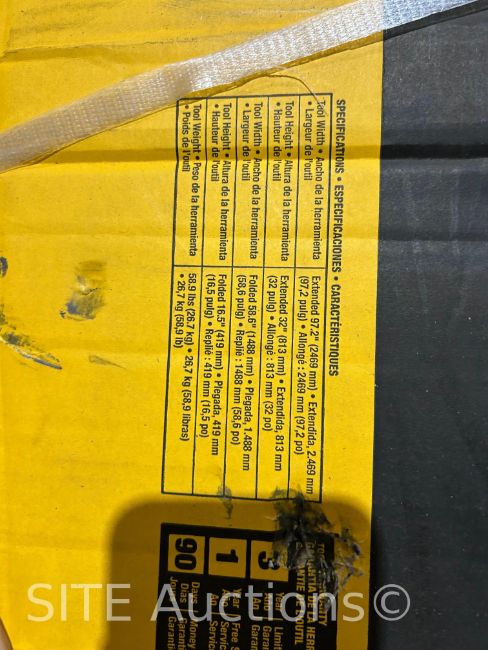 SPECIFICATIONS • ESPECIFICACIONES • CARACTÉRISTIQUES
Tool Width • Ancho de la herramienta
• Largeur de l'outil
Extended 97.2" (2469 mm) • Extendida, 2.469 mm
(97,2 pulg) • Allongé : 2469 mm (97,2 po)
Tool Height • Altura de la herramienta
• Hauteur de l'outil
Extended 32" (813 mm) • Extendida, 813 mm
(32 pulg) • Allongé : 813 mm (32 po)
Tool Width • Ancho de la herramienta
• Largeur de l'outil
Folded 58.6" (1488 mm) • Plegada, 1.488 mm
(58,6 pulg) • Replié : 1488 mm (58,6 po)
Tool Height • Altura de la herramienta
• Hauteur de l'outil
Folded 16.5" (419 mm) • Plegada, 419 mm
(16,5 pulg) • Replié : 419 mm (16,5 po)
Tool Weight • Peso de la herramienta
• Poids de l'outil
58.9 lbs (26.7 kg) • 26,7 kg (58,9 libras)
• 26,7 kg (58,9 lb)
3
1
Free
90
Days Money
Días Garantí
Jours Garanti
SITE Auctions©